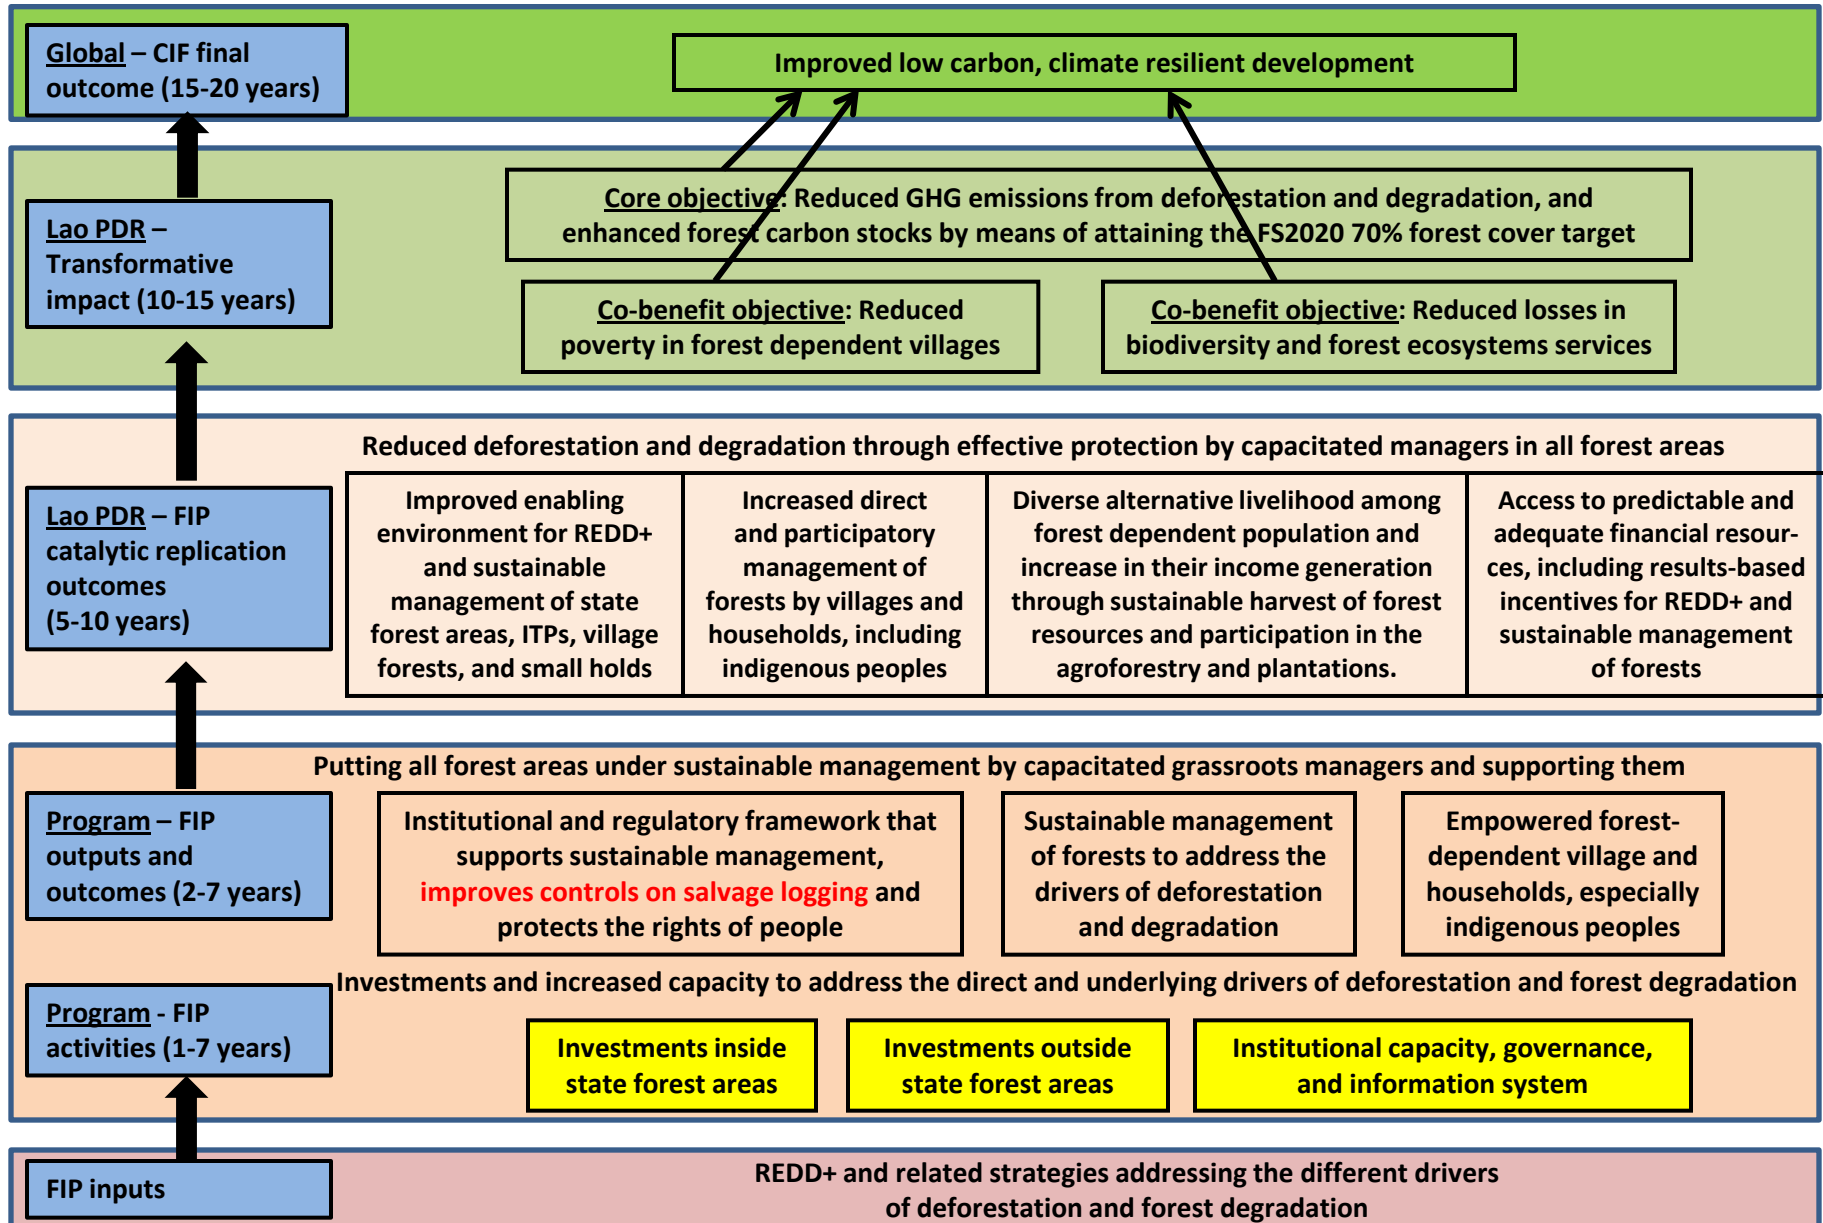 Global – CIF final
outcome (15-20 years)
Improved low carbon, climate resilient development
Lao PDR –
Transformative
impact (10-15 years)
Core objective: Reduced GHG emissions from deforestation and degradation, and
enhanced forest carbon stocks by means of attaining the FS2020 70% forest cover target
Co-benefit objective: Reduced
poverty in forest dependent villages
Co-benefit objective: Reduced losses in
biodiversity and forest ecosystems services
Reduced deforestation and degradation through effective protection by capacitated managers in all forest areas
Lao PDR – FIP
catalytic replication
outcomes
(5-10 years)
Improved enabling
environment for REDD+
and sustainable
management of state
forest areas, ITPs, village
forests, and small holds
Increased direct
and participatory
management of
forests by villages and
households, including
indigenous peoples
Diverse alternative livelihood among
forest dependent population and
increase in their income generation
through sustainable harvest of forest
resources and participation in the
agroforestry and plantations.
Access to predictable and
adequate financial resour-
ces, including results-based
incentives for REDD+ and
sustainable management
of forests
Putting all forest areas under sustainable management by capacitated grassroots managers and supporting them
Program – FIP
outputs and
outcomes (2-7 years)
Institutional and regulatory framework that
supports sustainable management,
improves controls on salvage logging and
protects the rights of people
Sustainable management
of forests to address the
drivers of deforestation
and degradation
Empowered forest-
dependent village and
households, especially
indigenous peoples
Investments and increased capacity to address the direct and underlying drivers of deforestation and forest degradation
Program - FIP
activities (1-7 years)
Investments inside
state forest areas
Investments outside
state forest areas
Institutional capacity, governance,
and information system
FIP inputs
REDD+ and related strategies addressing the different drivers
of deforestation and forest degradation